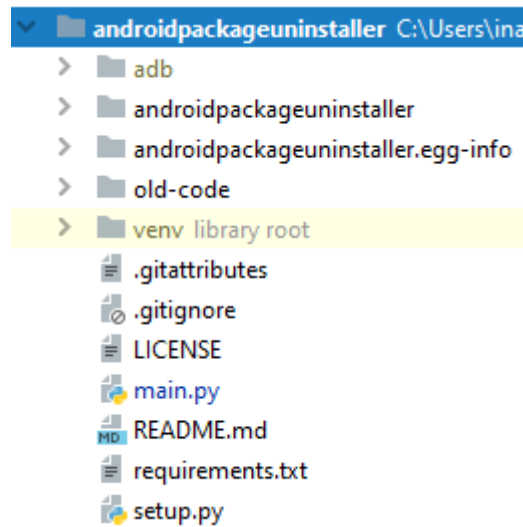 androidpackageuninstaller C:\Users\ina
adb
androidpackageuninstaller
androidpackageuninstaller.egg-info
old-code
venv library root
.gitattributes
.gitignore
LICENSE
main.py
MD README.md
requirements.txt
setup.py